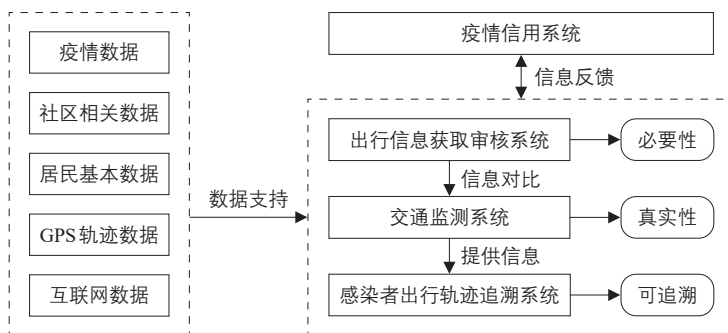 疫情数据
社区相关数据
居民基本数据
GPS轨迹数据
互联网数据
数据支持
疫情信用系统
信息反馈
出行信息获取审核系统
必要性
信息对比
交通监测系统
真实性
提供信息
感染者出行轨迹追溯系统
可追溯